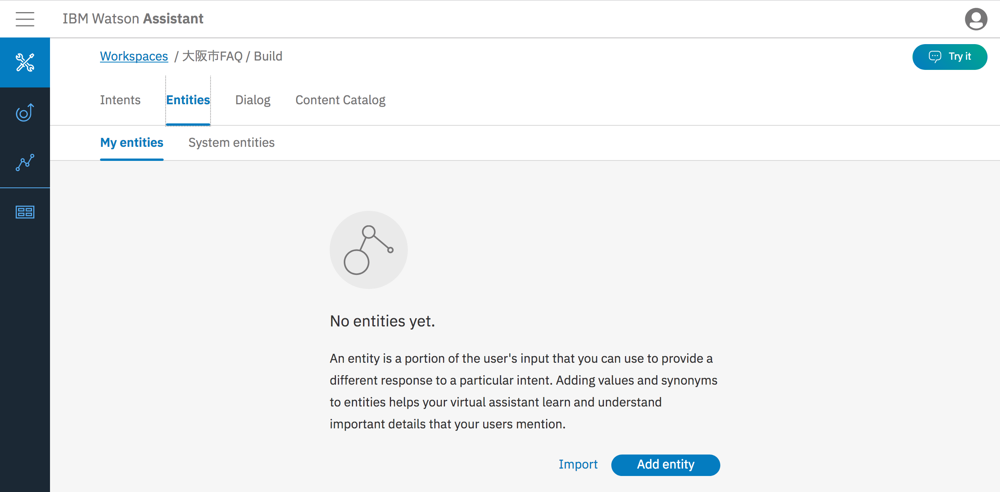 IBM Watson Assistant
Workspaces / 大阪市FAQ / Build
Try it
Intents Entities Dialog Content Catalog
My entities System entities
No entities yet.
An entity is a portion of the user's input that you can use to provide a
different response to a particular intent. Adding values and synonyms
to entities helps your virtual assistant learn and understand
important details that your users mention.
Import Add entity